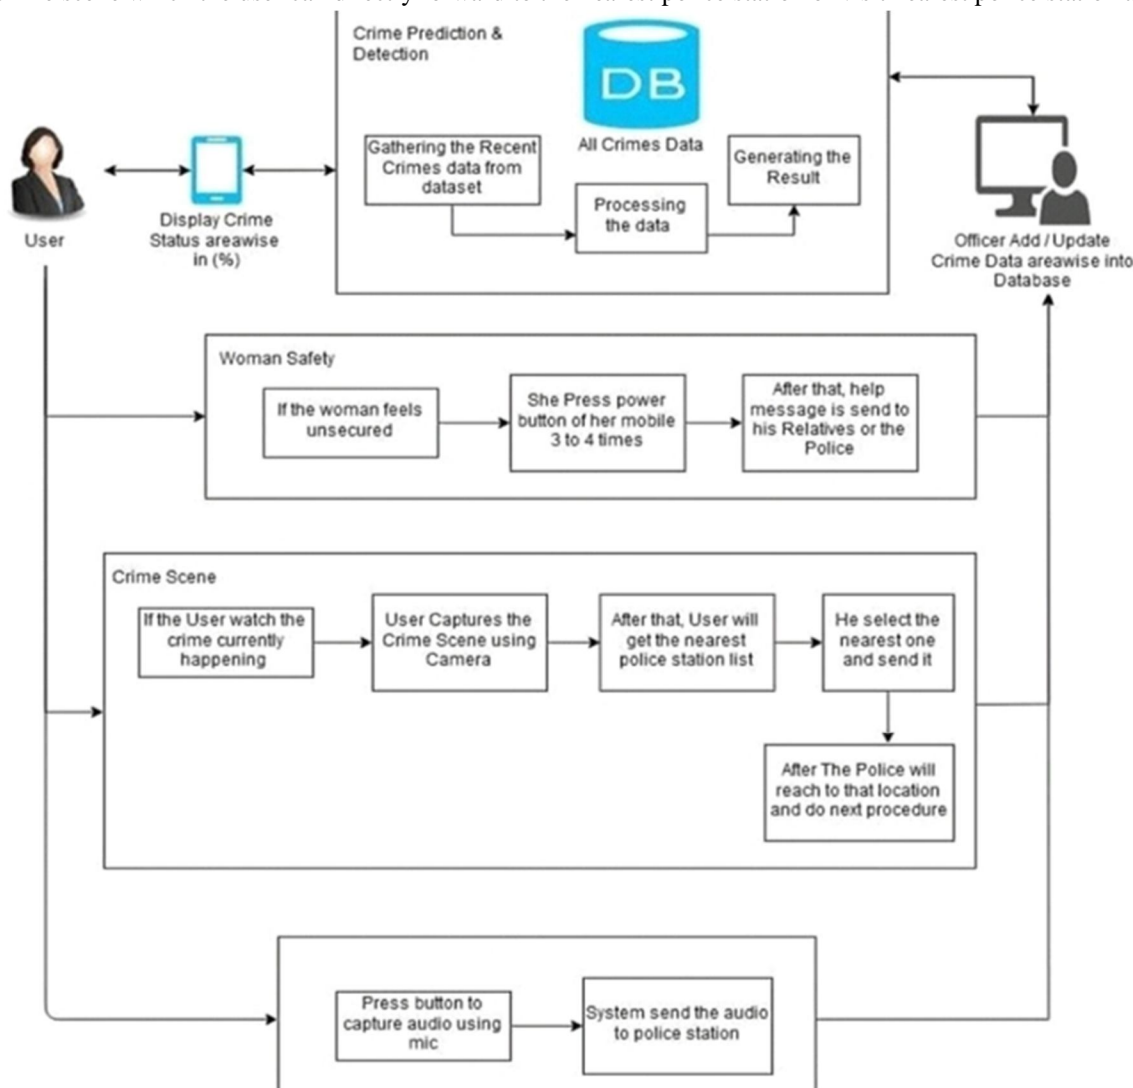 Crime Prediction &
Detection
DB
All Crimes Data
Gathering the Recent
Crimes data from
dataset
Processing
the data
Generating the
Result
User
Display Crime
Status areawise
in (%)
Officer Add / Update
Crime Data areawise into
Database
Woman Safety
If the woman feels
unsecured
She Press power
button of her mobile
3 to 4 times
After that, help
message is send to
his Relatives or the
Police
Crime Scene
If the User watch the
crime currently
happening
User Captures the
Crime Scene using
Camera
After that, User will
get the nearest
police station list
He select the
nearest one
and send it
After The Police will
reach to that location
and do next procedure
Press button to
capture audio using
mic
System send the audio
to police station